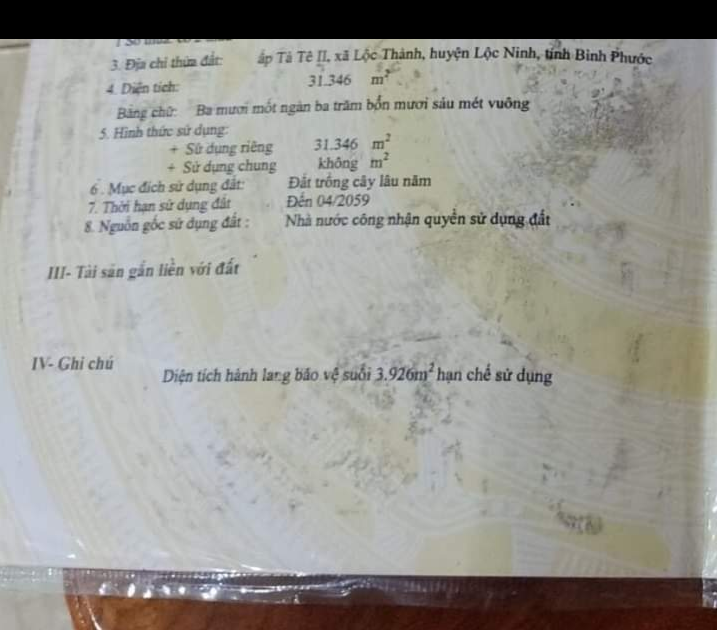 3. Địa chỉ thửa đất: ấp Tà Tê II, xã Lộc Thành, huyện Lộc Ninh, tỉnh Bình Phước
4. Diện tích: 31.346 m²
Bằng chữ: Ba mươi mốt ngàn ba trăm bốn mươi sáu mét vuông
5. Hình thức sử dụng:
+ Sử dụng riêng 31.346 m²
+ Sử dụng chung không m²
6. Mục đích sử dụng đất: Đất trồng cây lâu năm
7. Thời hạn sử dụng đất Đến 04/2059
8. Nguồn gốc sử dụng đất : Nhà nước công nhận quyền sử dụng đất
III- Tài sản gắn liền với đất
IV- Ghi chú
Diện tích hành lang bảo vệ suối 3.926m² hạn chế sử dụng